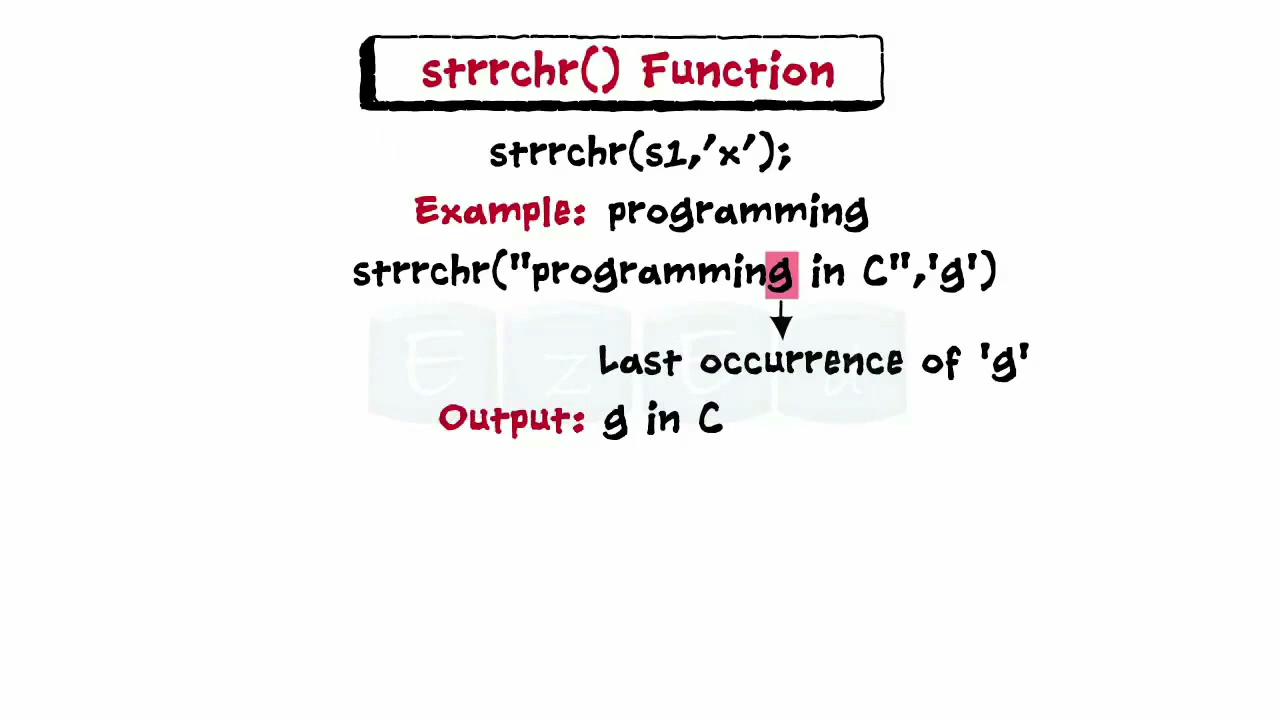 strrchr() Function
strrchr(s1,'x');
Example: programming
strrchr("programming in C",'g')
Last occurrence of 'g'
E z E d
Output: g in C